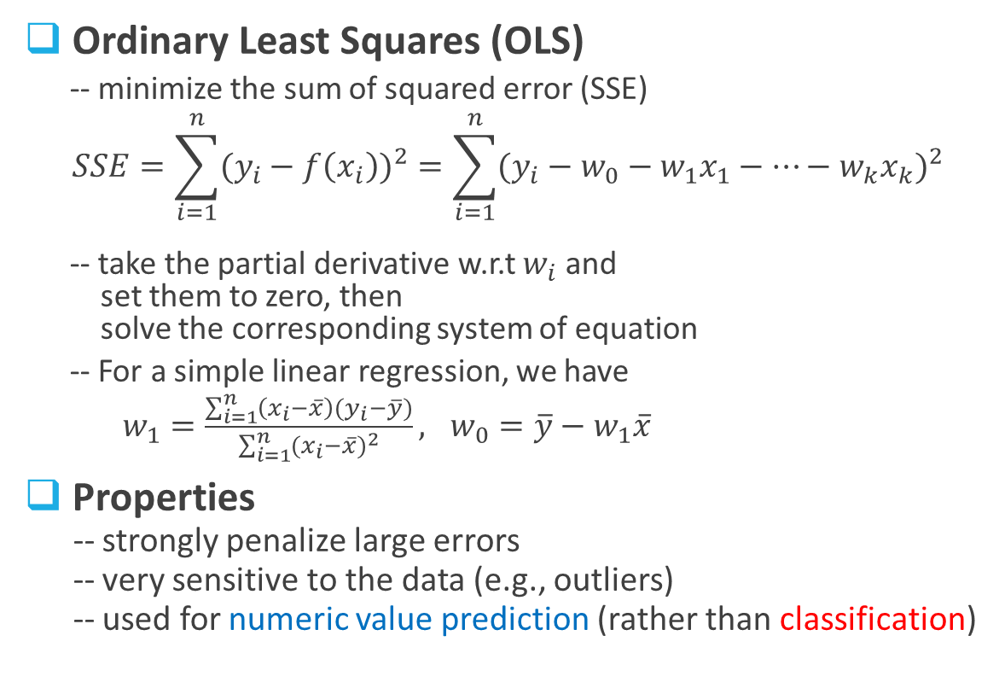 ❑ Ordinary Least Squares (OLS)
-- minimize the sum of squared error (SSE)
$SSE = \sum_{i=1}^{n} (y_i - f(x_i))^2 = \sum_{i=1}^{n} (y_i - w_0 - w_1 x_1 - \cdots - w_k x_k)^2$
-- take the partial derivative w.r.t $w_i$ and
set them to zero, then
solve the corresponding system of equation
-- For a simple linear regression, we have
$w_1 = \frac{\sum_{i=1}^{n} (x_i - \bar{x})(y_i - \bar{y})}{\sum_{i=1}^{n} (x_i - \bar{x})^2}, \; w_0 = \bar{y} - w_1 \bar{x}$
❑ Properties
-- strongly penalize large errors
-- very sensitive to the data (e.g., outliers)
-- used for numeric value prediction (rather than classification)